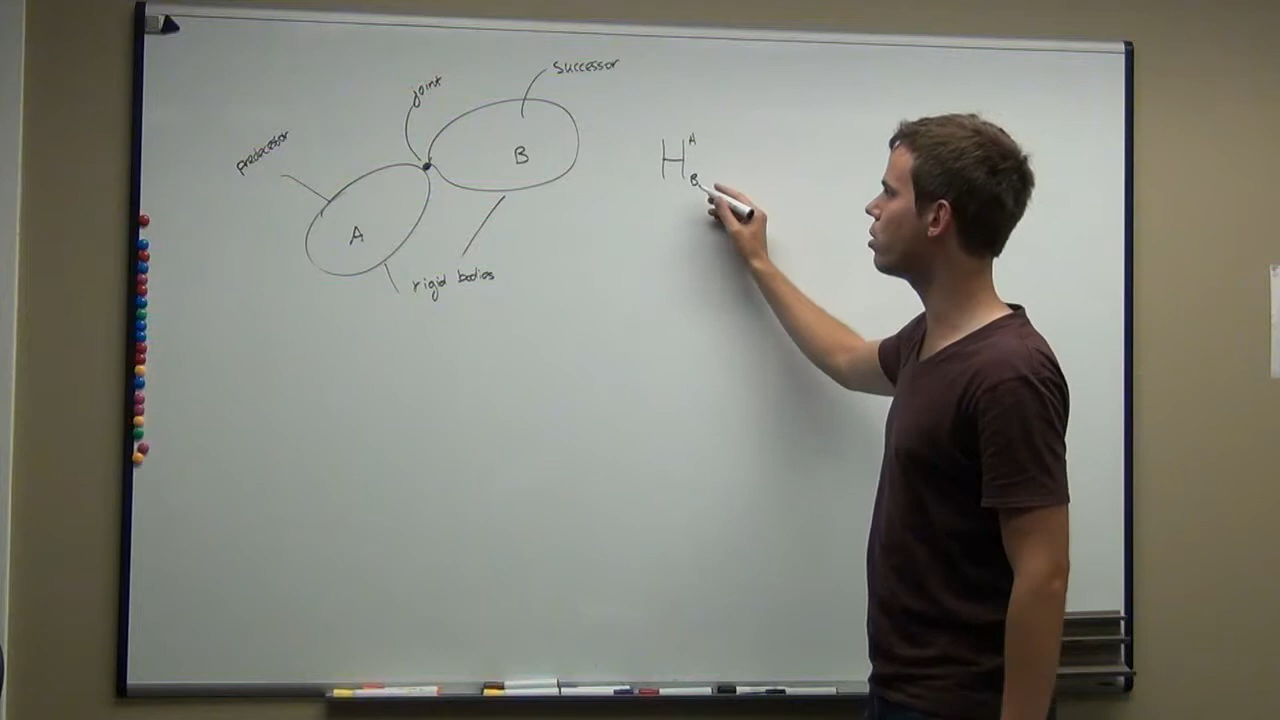 Successor
joint
predecessor
B
A
rigid bodies
H A
B